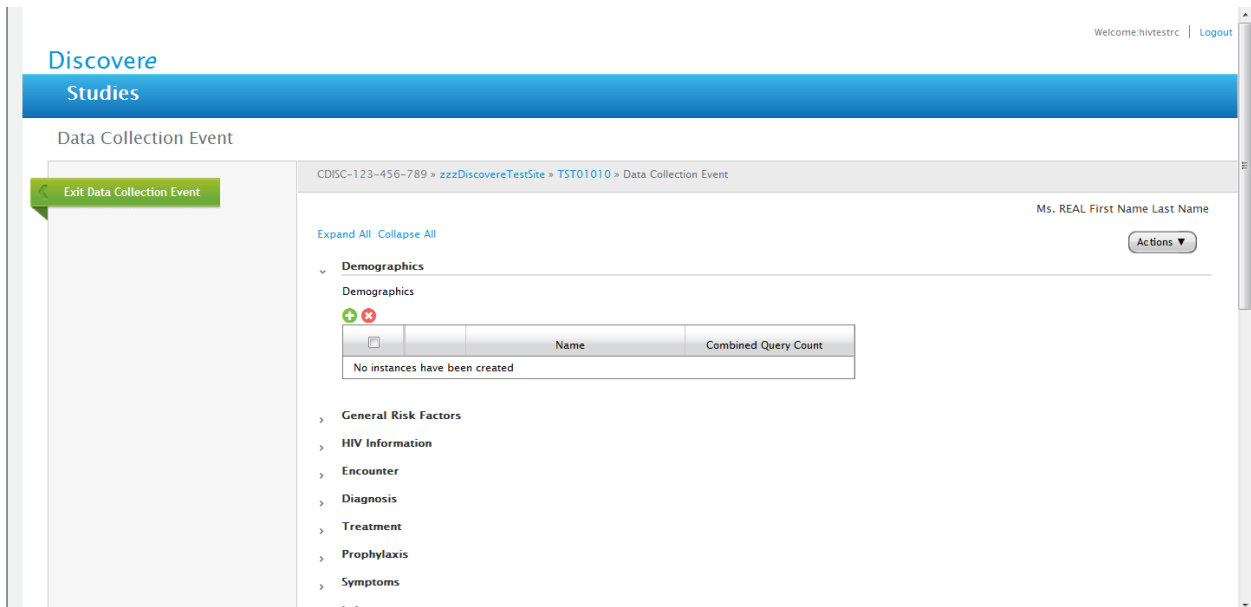 Welcome:hivtestrc | Logout
Discovere
Studies
Data Collection Event
Exit Data Collection Event
CDISC-123-456-789 » zzzDiscovereTestSite » TST01010 » Data Collection Event
Ms. REAL First Name Last Name
Expand All Collapse All
Actions ▼
Demographics
Demographics
Name Combined Query Count
No instances have been created
General Risk Factors
HIV Information
Encounter
Diagnosis
Treatment
Prophylaxis
Symptoms